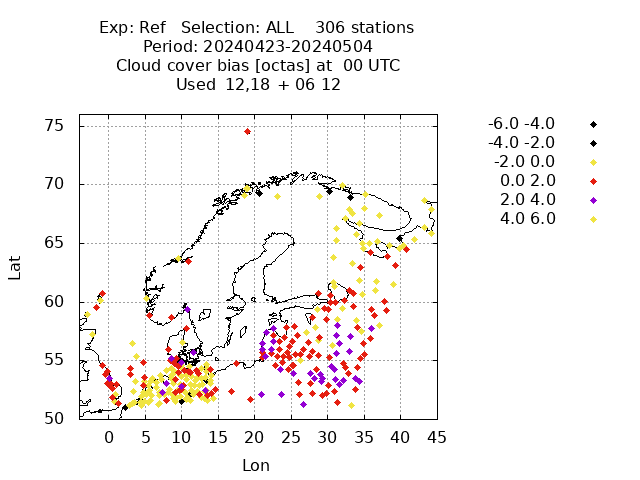 Exp: Ref Selection: ALL 306 stations
Period: 20240423-20240504
Cloud cover bias [octas] at 00 UTC
Used 12,18 + 06 12
-6.0 -4.0
-4.0 -2.0
-2.0 0.0
0.0 2.0
2.0 4.0
4.0 6.0
75
70
65
60
55
50
Lat
0 5 10 15 20 25 30 35 40 45
Lon